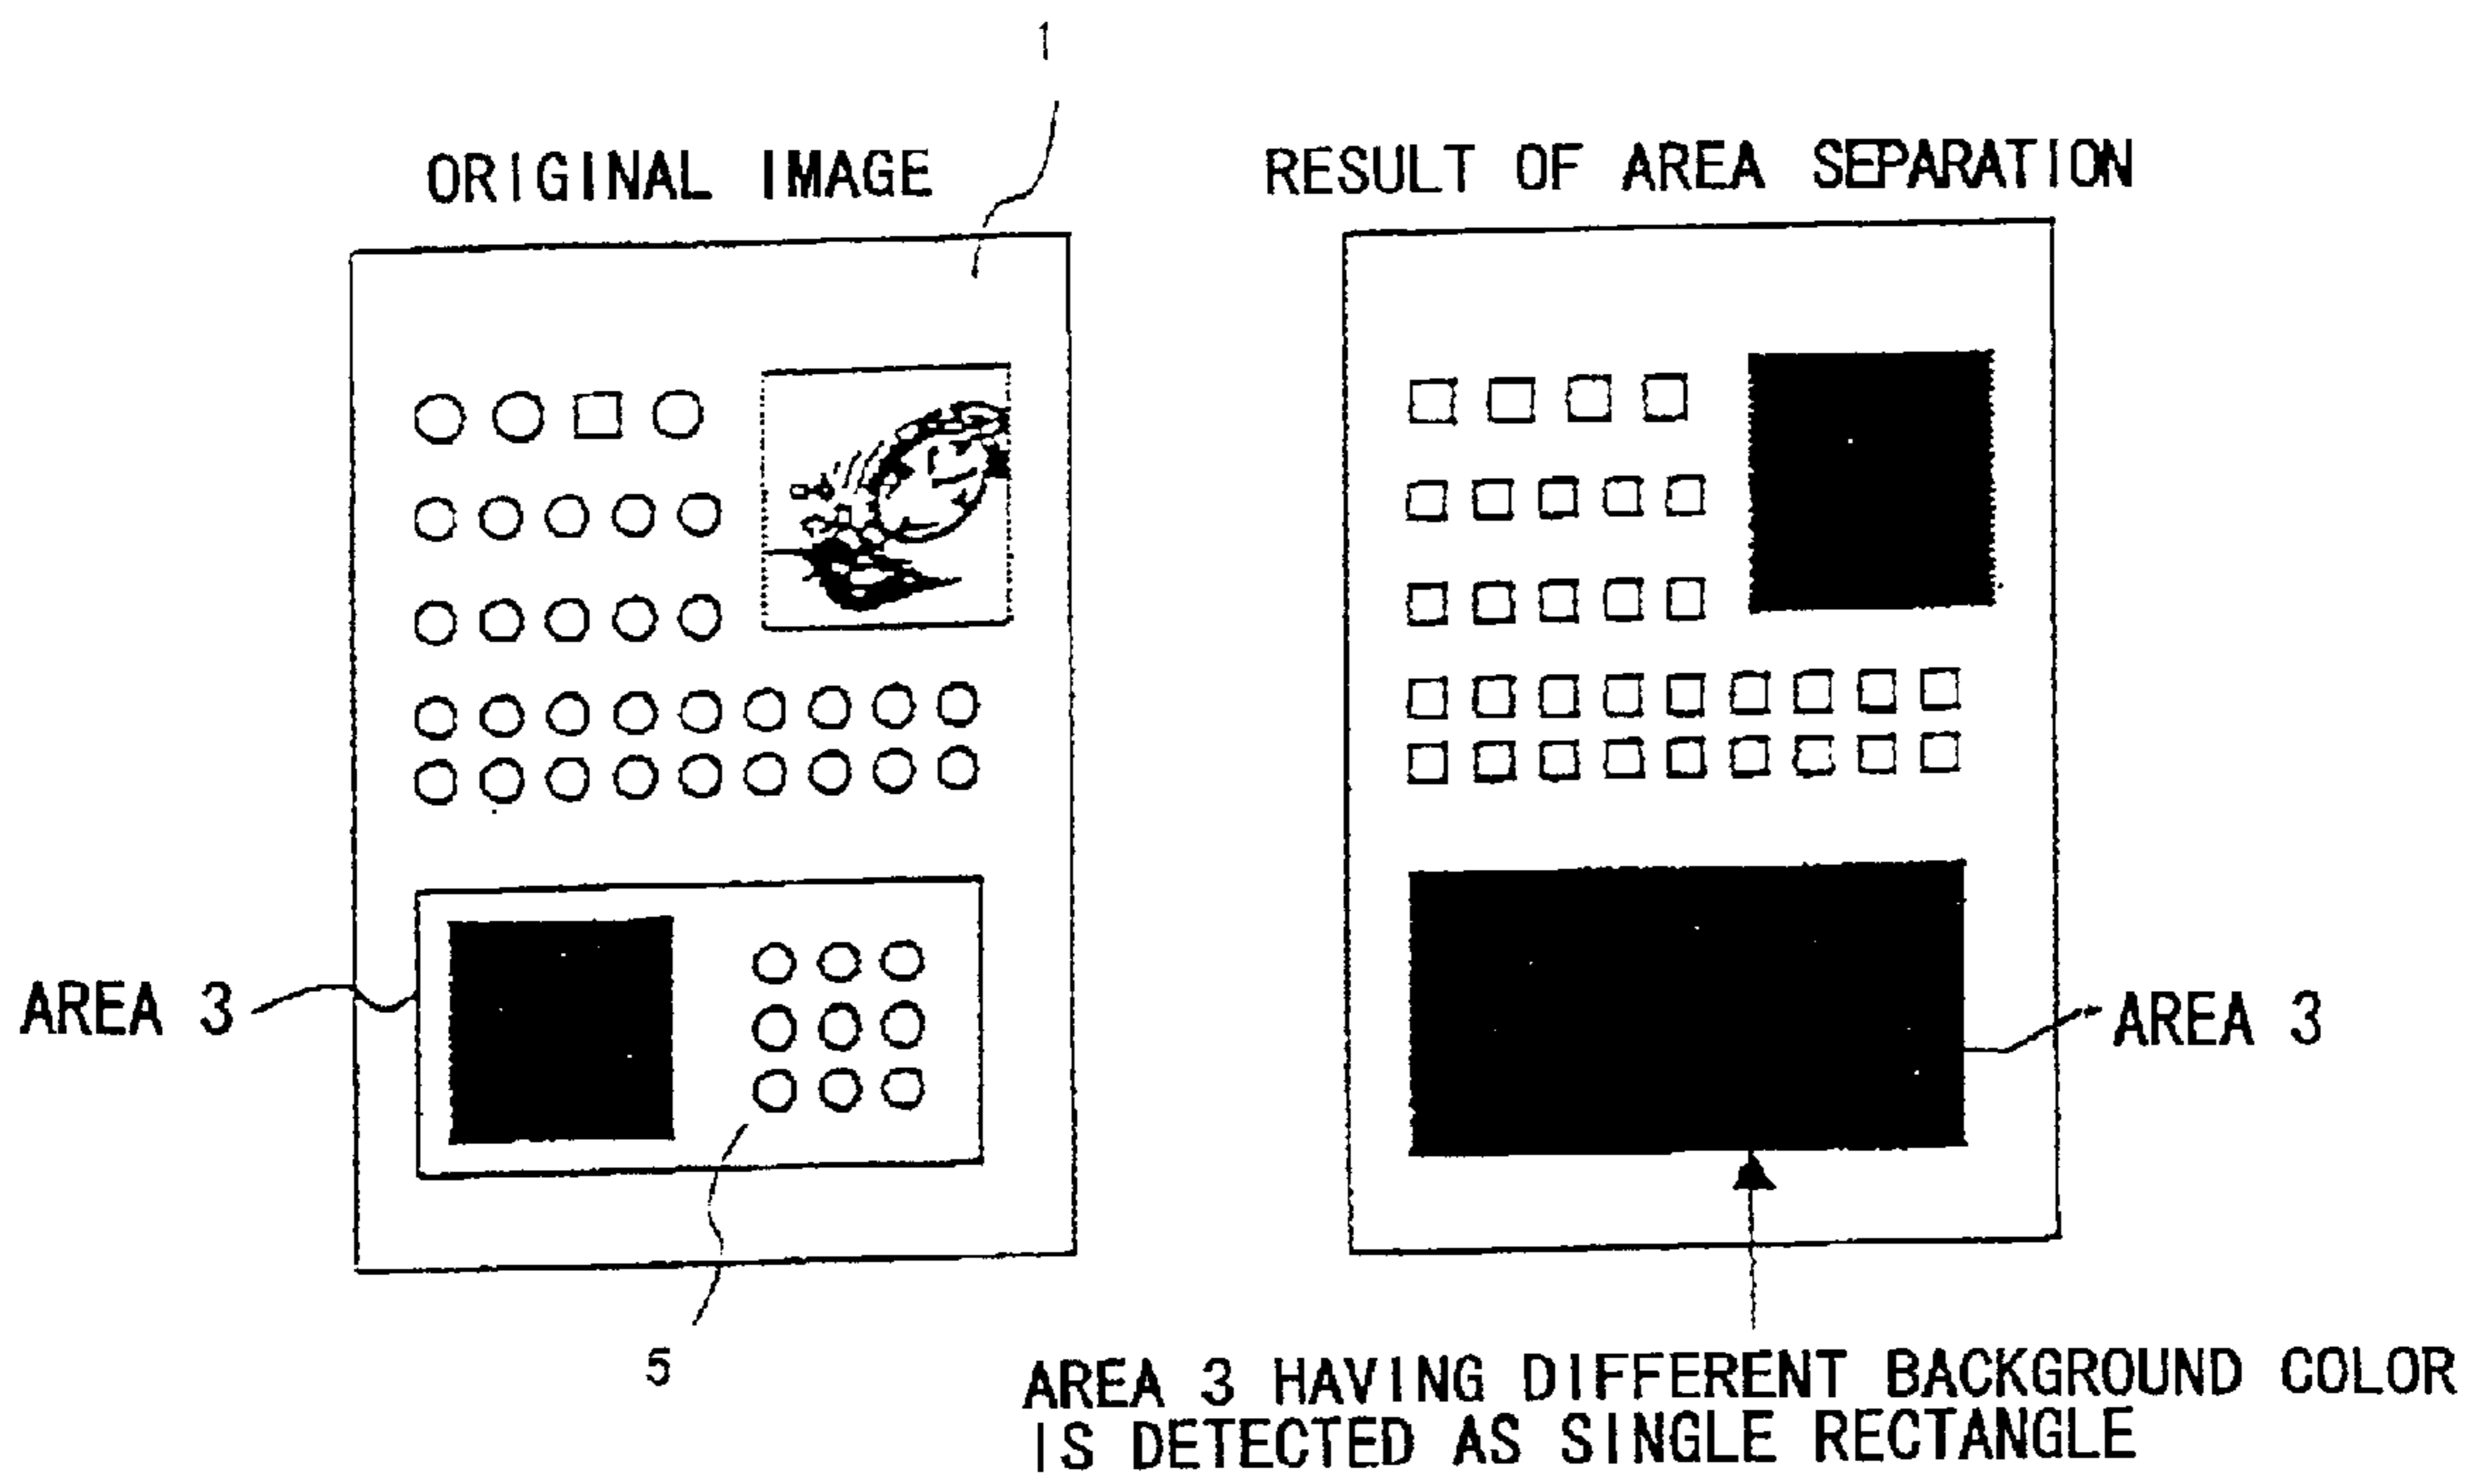 1
ORIGINAL IMAGE
RESULT OF AREA SEPARATION
AREA 3
AREA 3
5
AREA 3 HAVING DIFFERENT BACKGROUND COLOR
IS DETECTED AS SINGLE RECTANGLE